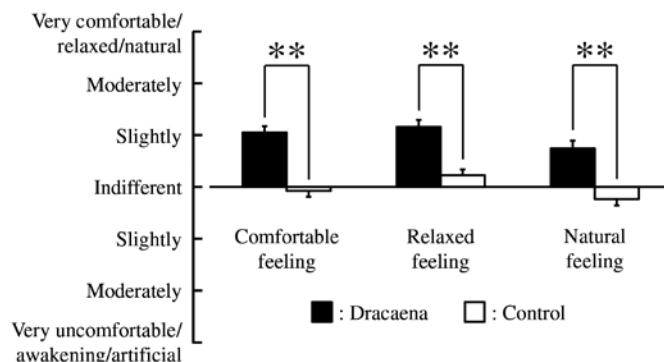 Very comfortable/
relaxed/natural
Moderately
Slightly
Indifferent
Slightly
Moderately
Very uncomfortable/
awakening/artificial
** ** **
Comfortable
feeling
Relaxed
feeling
Natural
feeling
: Dracaena
: Control